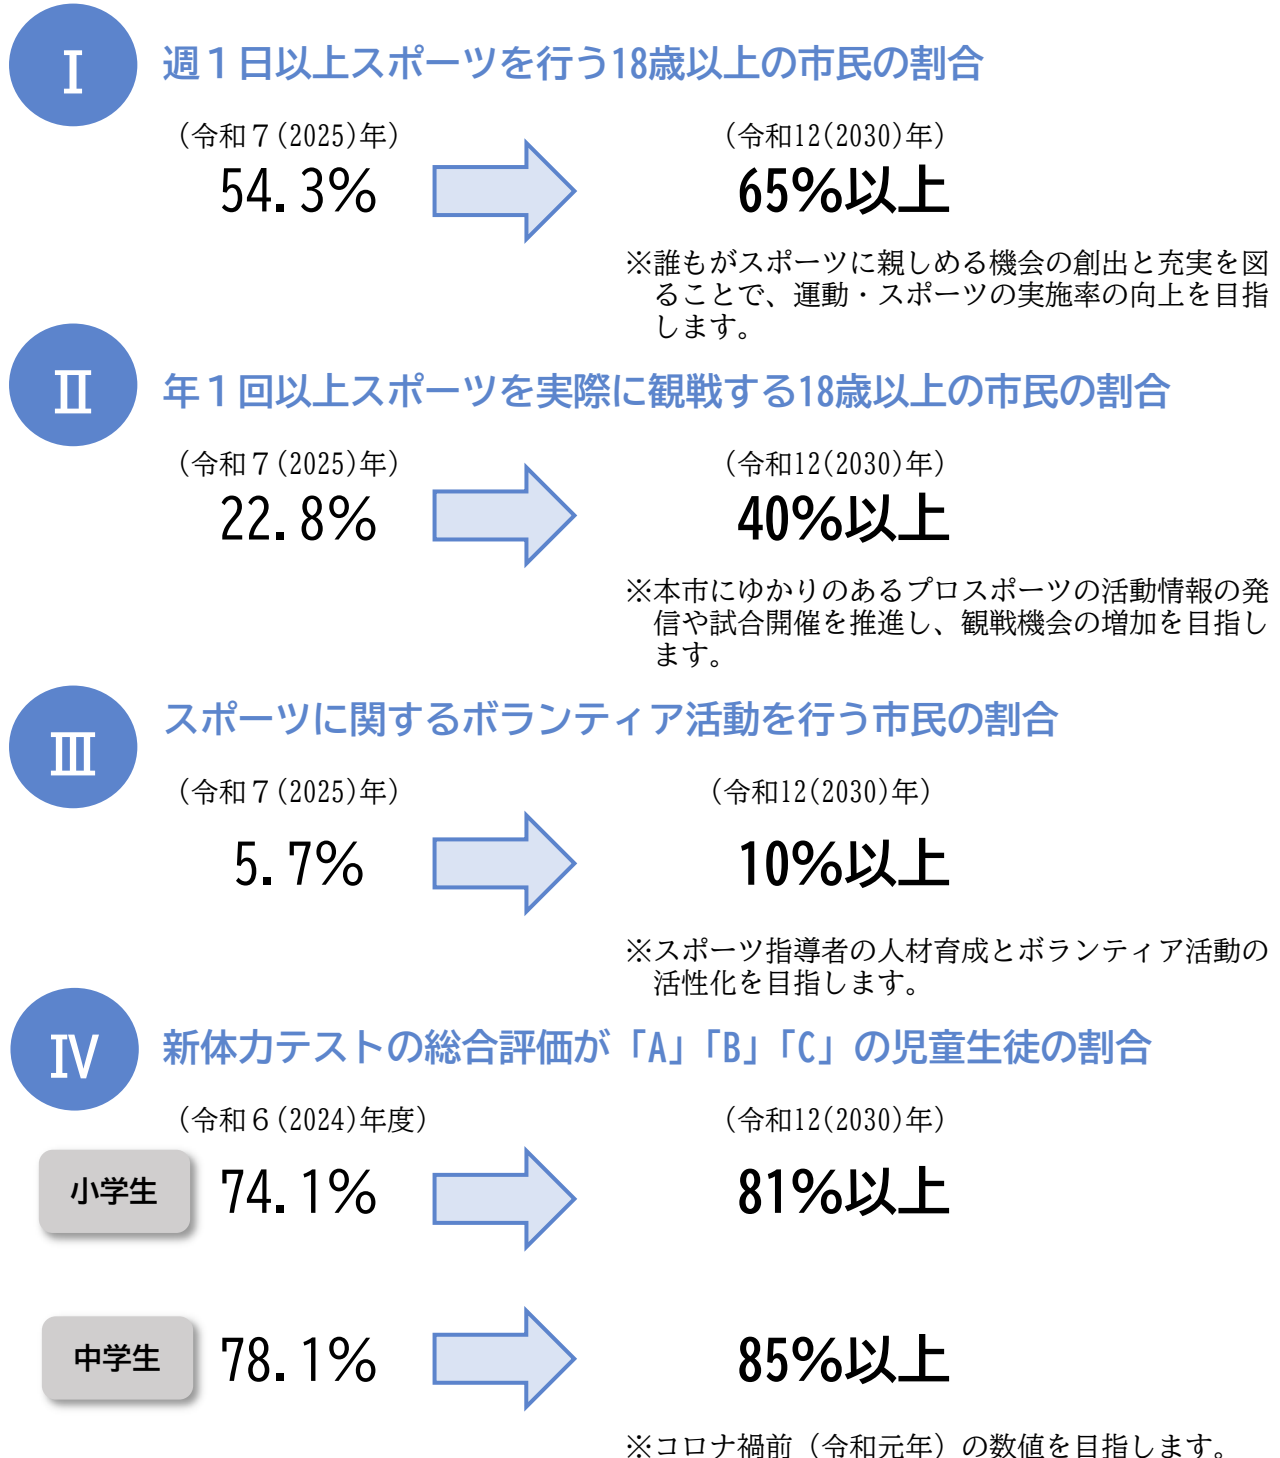 Ⅰ
週１日以上スポーツを行う18歳以上の市民の割合
（令和７(2025)年）
（令和12(2030)年）
54.3％
65％以上
※誰もがスポーツに親しめる機会の創出と充実を図
ることで、運動・スポーツの実施率の向上を目指
します。
Ⅱ
年１回以上スポーツを実際に観戦する18歳以上の市民の割合
（令和７(2025)年）
（令和12(2030)年）
22.8％
40％以上
※本市にゆかりのあるプロスポーツの活動情報の発
信や試合開催を推進し、観戦機会の増加を目指し
ます。
Ⅲ
スポーツに関するボランティア活動を行う市民の割合
（令和７(2025)年）
（令和12(2030)年）
5.7％
10％以上
※スポーツ指導者の人材育成とボランティア活動の
活性化を目指します。
Ⅳ
新体力テストの総合評価が「A」「B」「C」の児童生徒の割合
（令和６(2024)年度）
（令和12(2030)年）
小学生
74.1％
81％以上
中学生
78.1％
85％以上
※コロナ禍前（令和元年）の数値を目指します。